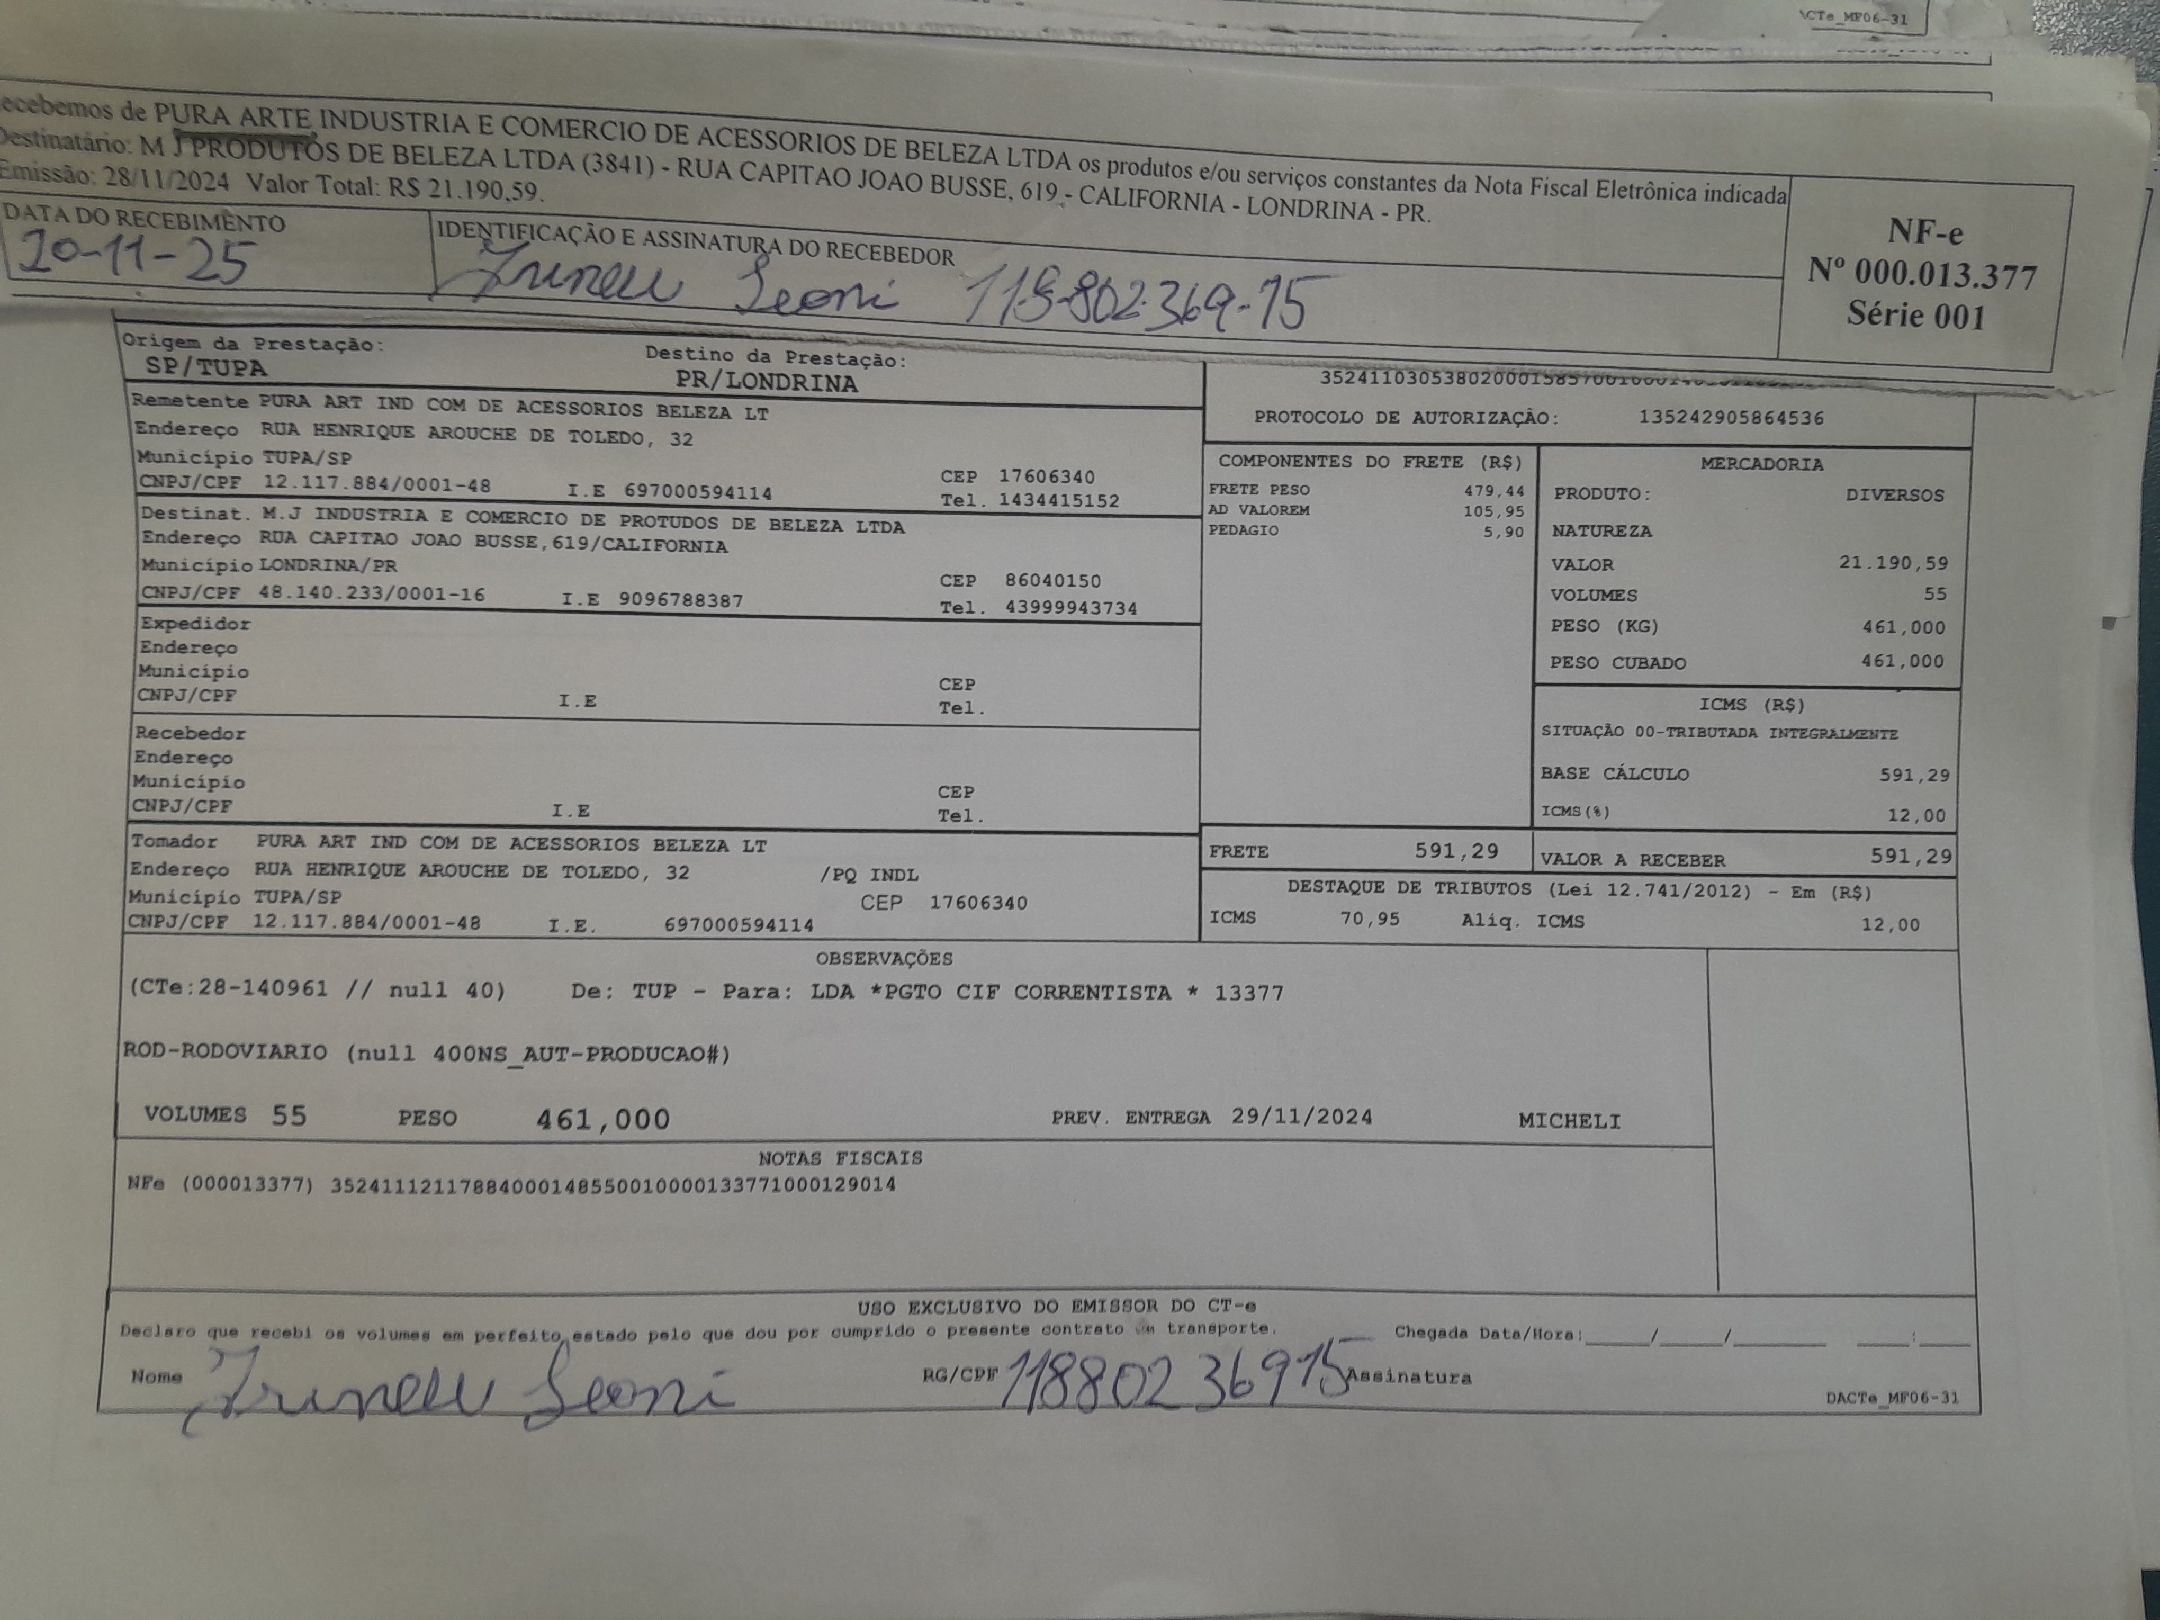 \CTe_MF06-31
ecebemos de PURA ARTE INDUSTRIA E COMERCIO DE ACESSORIOS DE BELEZA LTDA os produtos e/ou serviços constantes da Nota Fiscal Eletrônica indicada
Destinatário: M J PRODUTOS DE BELEZA LTDA (3841) - RUA CAPITAO JOAO BUSSE, 619 - CALIFORNIA - LONDRINA - PR.
Emissão: 28/11/2024 Valor Total: R$ 21.190,59.
DATA DO RECEBIMENTO
IDENTIFICAÇÃO E ASSINATURA DO RECEBEDOR
NF-e
Nº 000.013.377
Série 001
-11-25
Irineu Leoni 118-802-369-15
Origem da Prestação:
SP/TUPA
Destino da Prestação:
PR/LONDRINA
PROTOCOLO DE AUTORIZAÇÃO: 135242905864536
Remetente PURA ART IND COM DE ACESSORIOS BELEZA LT
Endereço RUA HENRIQUE AROUCHE DE TOLEDO, 32
Município TUPA/SP CEP 17606340
CNPJ/CPF 12.117.884/0001-48 I.E 697000594114 Tel. 1434415152
Destinat. M.J INDUSTRIA E COMERCIO DE PROTUDOS DE BELEZA LTDA
Endereço RUA CAPITAO JOAO BUSSE,619/CALIFORNIA
Município LONDRINA/PR CEP 86040150
CNPJ/CPF 48.140.233/0001-16 I.E 9096788387 Tel. 43999943734
Expedidor
Endereço
Município CEP
CNPJ/CPF I.E Tel.
Recebedor
Endereço
Município CEP
CNPJ/CPF I.E Tel.
Tomador PURA ART IND COM DE ACESSORIOS BELEZA LT
Endereço RUA HENRIQUE AROUCHE DE TOLEDO, 32 /PQ INDL
Município TUPA/SP CEP 17606340
CNPJ/CPF 12.117.884/0001-48 I.E. 697000594114
COMPONENTES DO FRETE (R$)
FRETE PESO 479,44
AD VALOREM 105,95
PEDAGIO 5,90
MERCADORIA
PRODUTO: DIVERSOS
NATUREZA
VALOR 21.190,59
VOLUMES 55
PESO (KG) 461,000
PESO CUBADO 461,000
ICMS (R$)
SITUAÇÃO 00-TRIBUTADA INTEGRALMENTE
BASE CÁLCULO 591,29
ICMS(%) 12,00
FRETE 591,29
VALOR A RECEBER 591,29
DESTAQUE DE TRIBUTOS (Lei 12.741/2012) - Em (R$)
ICMS 70,95 Aliq. ICMS 12,00
OBSERVAÇÕES
(CTe:28-140961 // null 40) De: TUP - Para: LDA *PGTO CIF CORRENTISTA * 13377
ROD-RODOVIARIO (null 400NS_AUT-PRODUCAO#)
VOLUMES 55 PESO 461,000 PREV. ENTREGA 29/11/2024 MICHELI
NOTAS FISCAIS
NFe (000013377) 35241112117884000148550010000133771000129014
USO EXCLUSIVO DO EMISSOR DO CT-e
Declaro que recebi os volumes em perfeito estado pelo que dou por cumprido o presente contrato transporte. Chegada Data/Hora: / / :
Nome Irineu Leoni RG/CPF 11880236915 Assinatura
DACTe_MF06-31